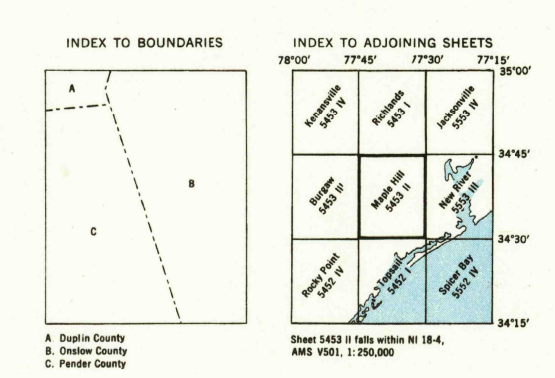 INDEX TO BOUNDARIES
A
B
C
A. Duplin County
B. Onslow County
C. Pender County
INDEX TO ADJOINING SHEETS
78°00' 77°45' 77°30' 77°15'
35°00'
34°45'
34°30'
34°15'
Kenansville
5453 IV
Richlands
5453 I
Jacksonville
5553 IV
Burgaw
5453 III
Maple Hill
5453 II
New River
5553 III
Rocky Point
5452 IV
Topsail
5452 I
Spicer Bay
5552 IV
Sheet 5453 II falls within NI 18-4,
AMS V501, 1:250,000